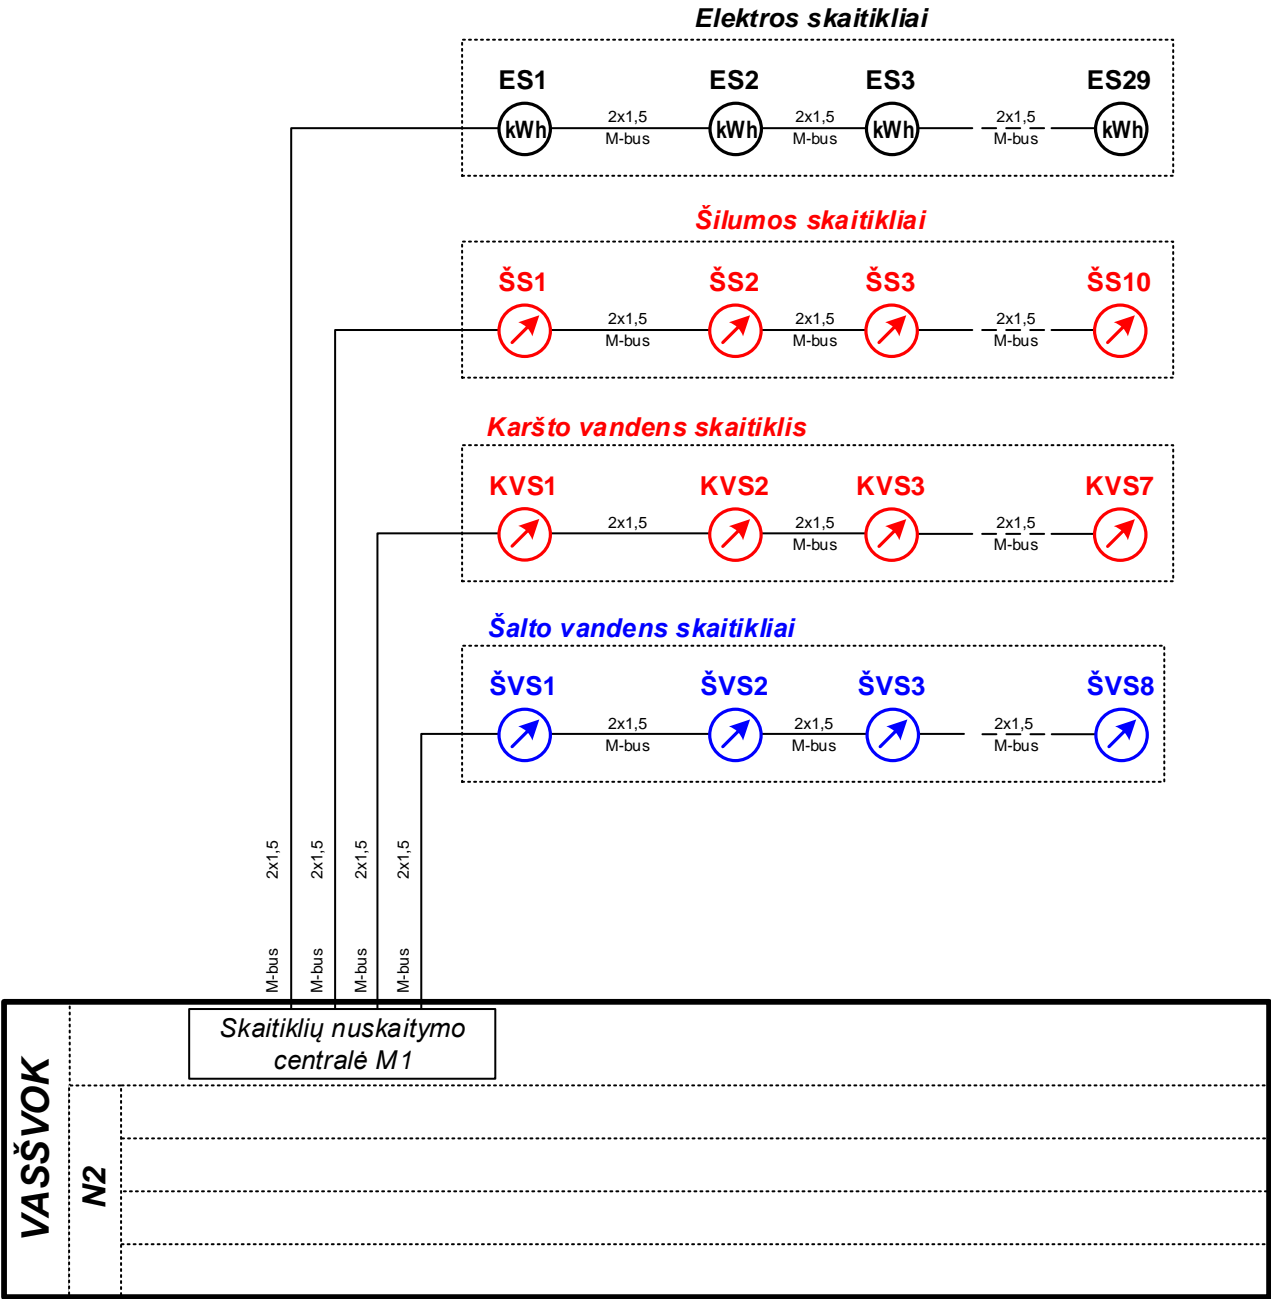 Elektros skaitikliai
ES1 ES2 ES3 ES29
kWh kWh kWh kWh
2x1,5 2x1,5 2x1,5
M-bus M-bus M-bus
Šilumos skaitikliai
ŠS1 ŠS2 ŠS3 ŠS10
2x1,5 2x1,5 2x1,5
M-bus M-bus M-bus
Karšto vandens skaitiklis
KVS1 KVS2 KVS3 KVS7
2x1,5 2x1,5 2x1,5
M-bus M-bus
Šalto vandens skaitikliai
ŠVS1 ŠVS2 ŠVS3 ŠVS8
2x1,5 2x1,5 2x1,5
M-bus M-bus M-bus
M-bus 2x1,5
M-bus 2x1,5
M-bus 2x1,5
M-bus 2x1,5
Skaitiklių nuskaitymo
centralė M1
VASŠVOK
N2